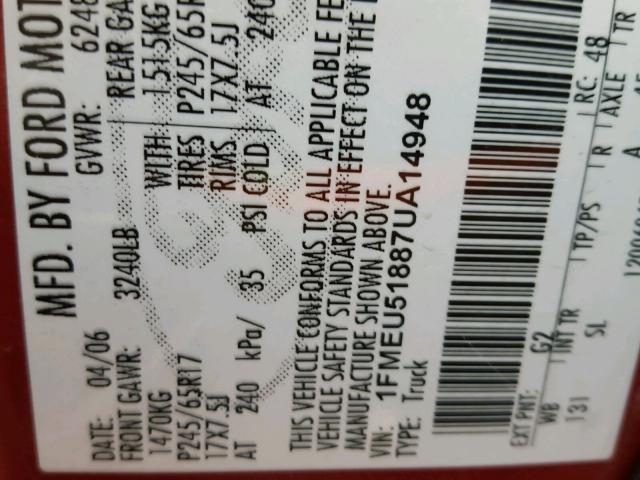 MFD. BY FORD MOT
DATE: 04/06 GVWR: 6248
FRONT GAWR: 3240LB REAR GA
1470KG WITH 1515KG
P245/65R17 TIRES P245/65R
17X7.5J RIMS 17X7.5J
AT 240 kPa/ 35 PSI COLD AT 240
THIS VEHICLE CONFORMS TO ALL APPLICABLE FE
VEHICLE SAFETY STANDARDS IN EFFECT ON THE
MANUFACTURE SHOWN ABOVE.
VIN: 1FMEU51887UA14948
TYPE: Truck
EXT PNT: G2 RC: 48
WB INT TR TP/PS R AXLE TR
131 SL A